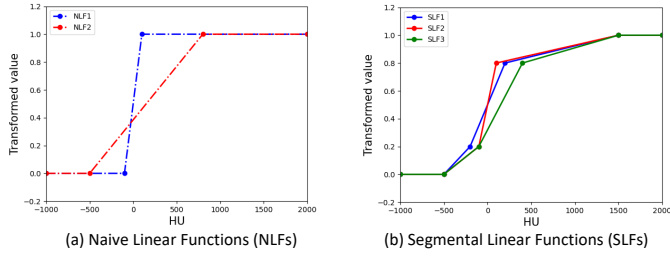 NLF1
NLF2
1.2
1.0
0.8
0.6
0.4
0.2
0.0
−0.2
Transformed value
−1000 −500 0 500 1000 1500 2000
HU
(a) Naive Linear Functions (NLFs)
SLF1
SLF2
SLF3
1.2
1.0
0.8
0.6
0.4
0.2
0.0
−0.2
Transformed value
−1000 −500 0 500 1000 1500 2000
HU
(b) Segmental Linear Functions (SLFs)